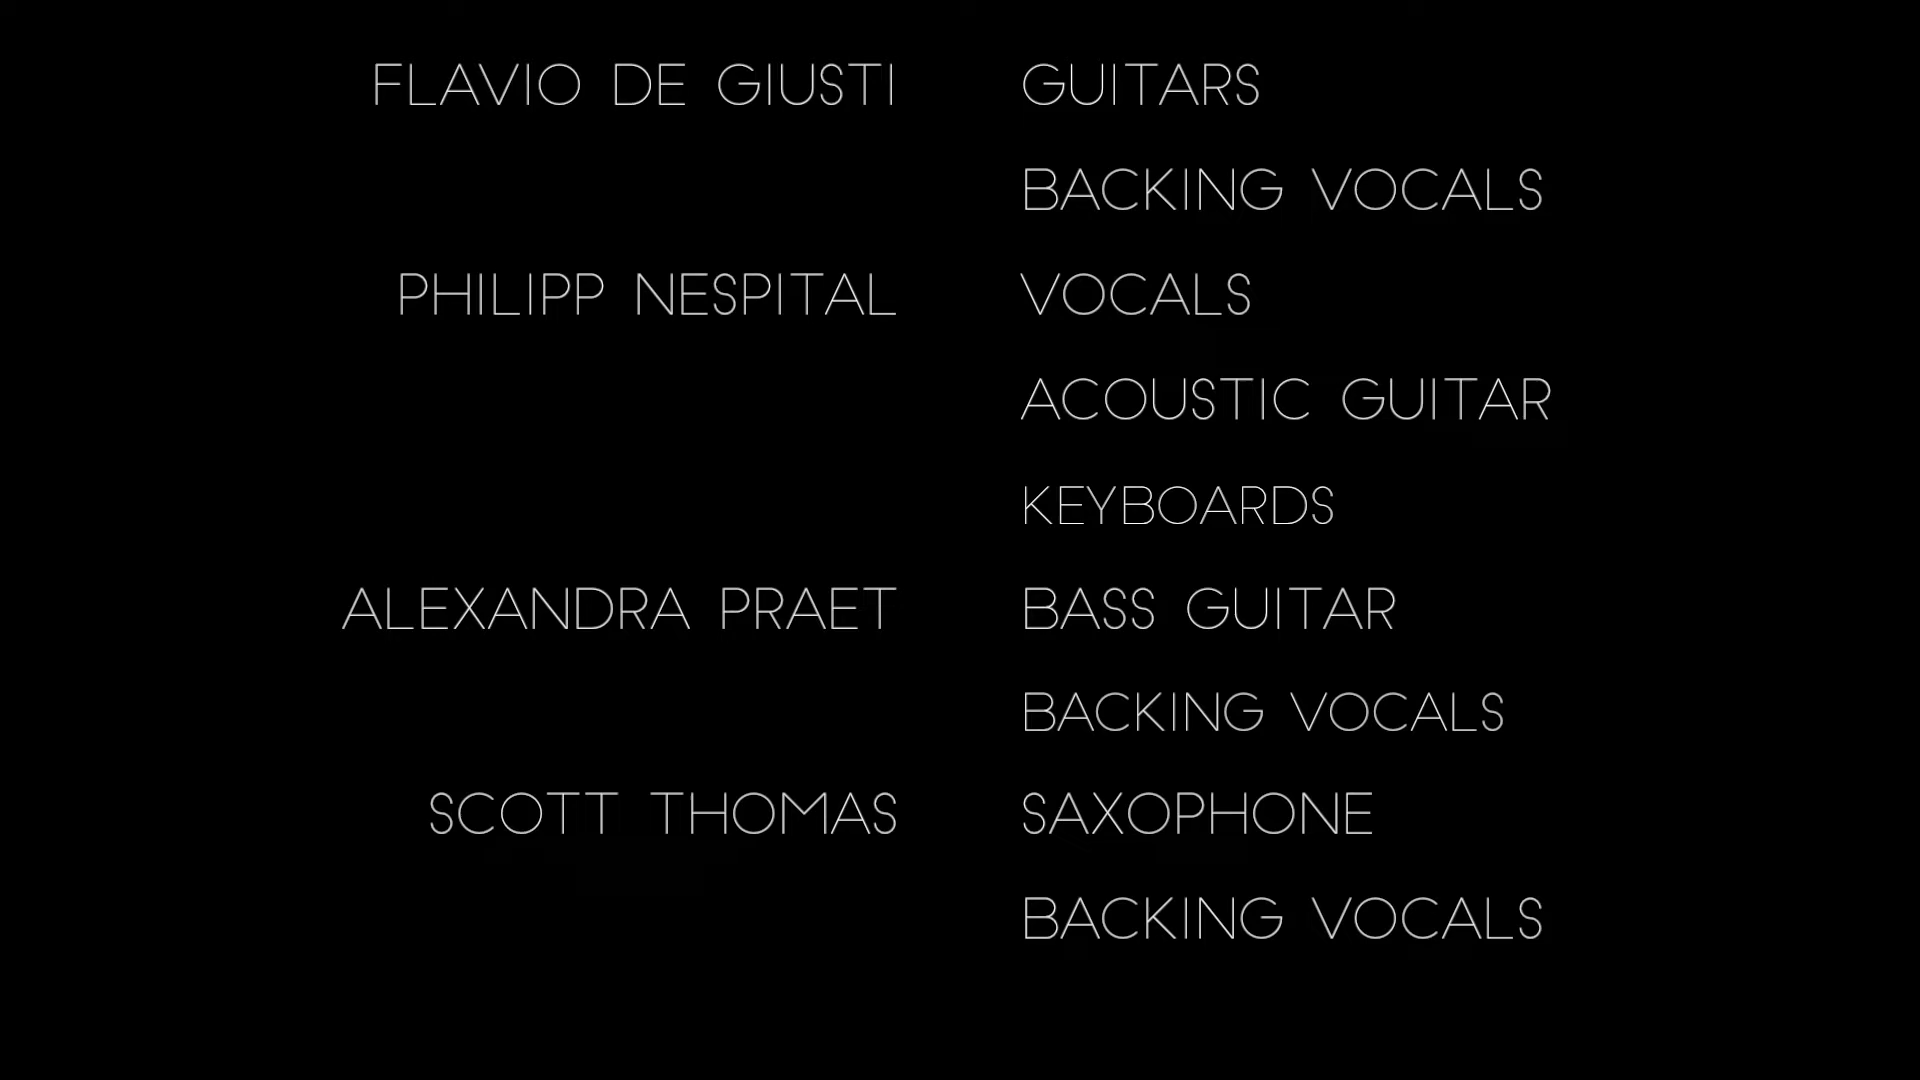 FLAVIO DE GIUSTI GUITARS
BACKING VOCALS
PHILIPP NESPITAL VOCALS
ACOUSTIC GUITAR
KEYBOARDS
ALEXANDRA PRAET BASS GUITAR
BACKING VOCALS
SCOTT THOMAS SAXOPHONE
BACKING VOCALS